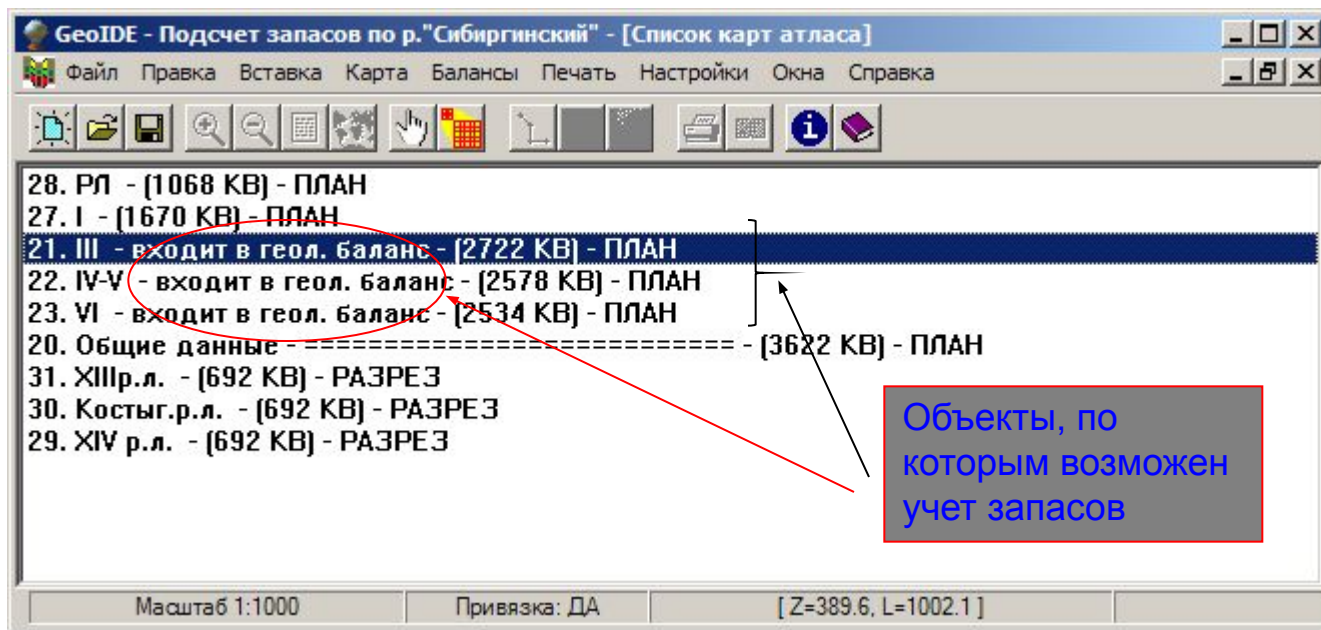 GeoIDE - Подсчет запасов по р."Сибиргинский" - [Список карт атласа]
Файл Правка Вставка Карта Балансы Печать Настройки Окна Справка
28. РЛ - (1068 KB) - ПЛАН
27. I - (1670 KB) - ПЛАН
21. III - входит в геол. баланс - (2722 KB) - ПЛАН
22. IV-V - входит в геол. баланс - (2578 KB) - ПЛАН
23. VI - входит в геол. баланс - (2534 KB) - ПЛАН
20. Общие данные - =========================== - (3622 KB) - ПЛАН
31. XIIIр.л. - (692 KB) - РАЗРЕЗ
30. Костыг.р.л. - (692 KB) - РАЗРЕЗ
29. XIV р.л. - (692 KB) - РАЗРЕЗ
Объекты, по
которым возможен
учет запасов
Масштаб 1:1000 Привязка: ДА [ Z=389.6, L=1002.1 ]